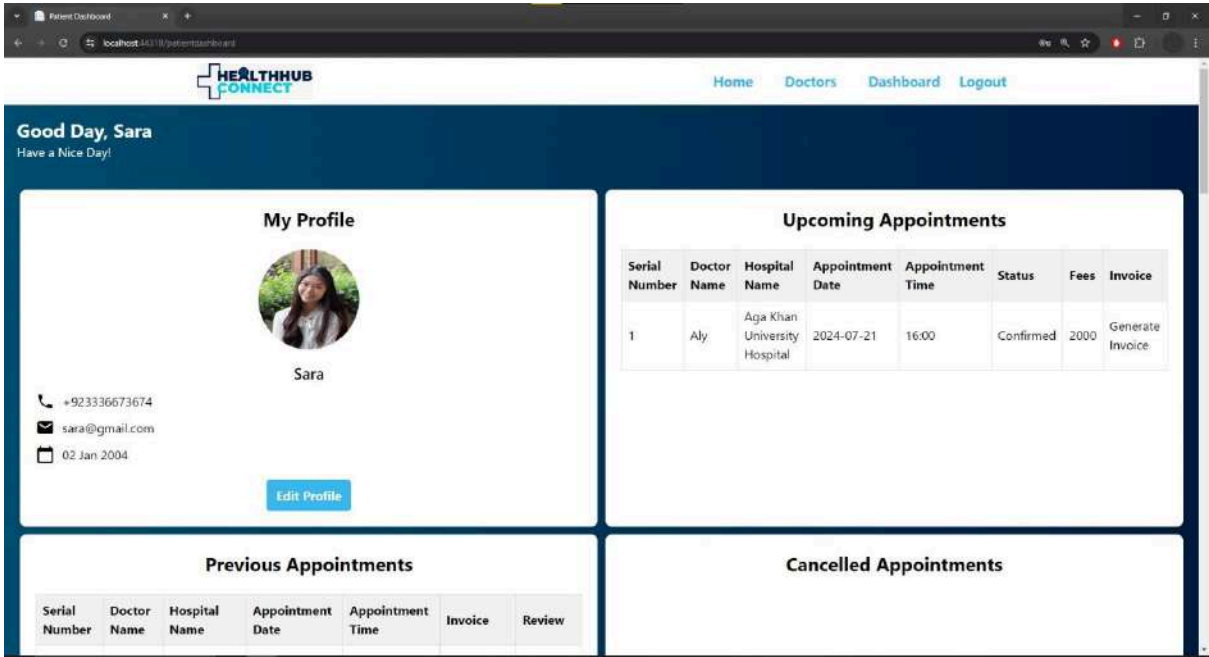 Patient Dashboard
localhost:44318/patientdashboard
HEALTHHUB
CONNECT
Home Doctors Dashboard Logout
Good Day, Sara
Have a Nice Day!
My Profile
Sara
+923336673674
sara@gmail.com
02 Jan 2004
Edit Profile
Upcoming Appointments
Serial Number Doctor Name Hospital Name Appointment Date Appointment Time Status Fees Invoice
1 Aly Aga Khan University Hospital 2024-07-21 16:00 Confirmed 2000 Generate Invoice
Previous Appointments
Serial Number Doctor Name Hospital Name Appointment Date Appointment Time Invoice Review
Cancelled Appointments